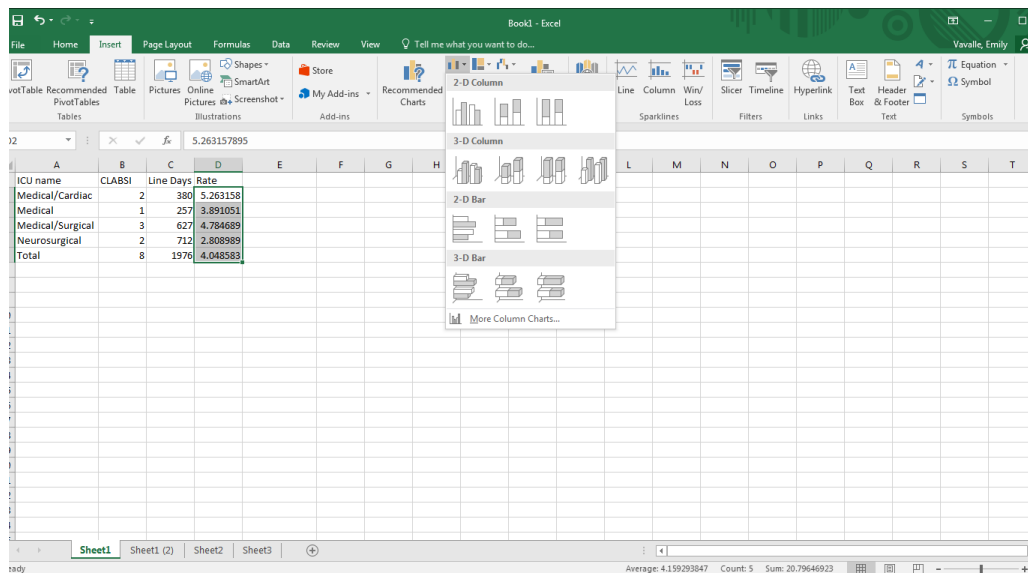 Book1 - Excel
File Home Insert Page Layout Formulas Data Review View Tell me what you want to do... Vavalle, Emily
votTable Recommended PivotTables Table Pictures Online Pictures Shapes SmartArt Screenshot Store My Add-ins Recommended Charts Line Column Win/ Loss Slicer Timeline Hyperlink Text Box Header & Footer Equation Symbol
Tables Illustrations Add-ins Sparklines Filters Links Text Symbols
D2 fx 5.263157895
A B C D E F G H L M N O P Q R S T
ICU name CLABSI Line Days Rate
Medical/Cardiac 2 380 5.263158
Medical 1 257 3.891051
Medical/Surgical 3 627 4.784689
Neurosurgical 2 712 2.808989
Total 8 1976 4.048583
2-D Column
3-D Column
2-D Bar
3-D Bar
More Column Charts...
Sheet1 Sheet1 (2) Sheet2 Sheet3
eady Average: 4.159293847 Count: 5 Sum: 20.79646923